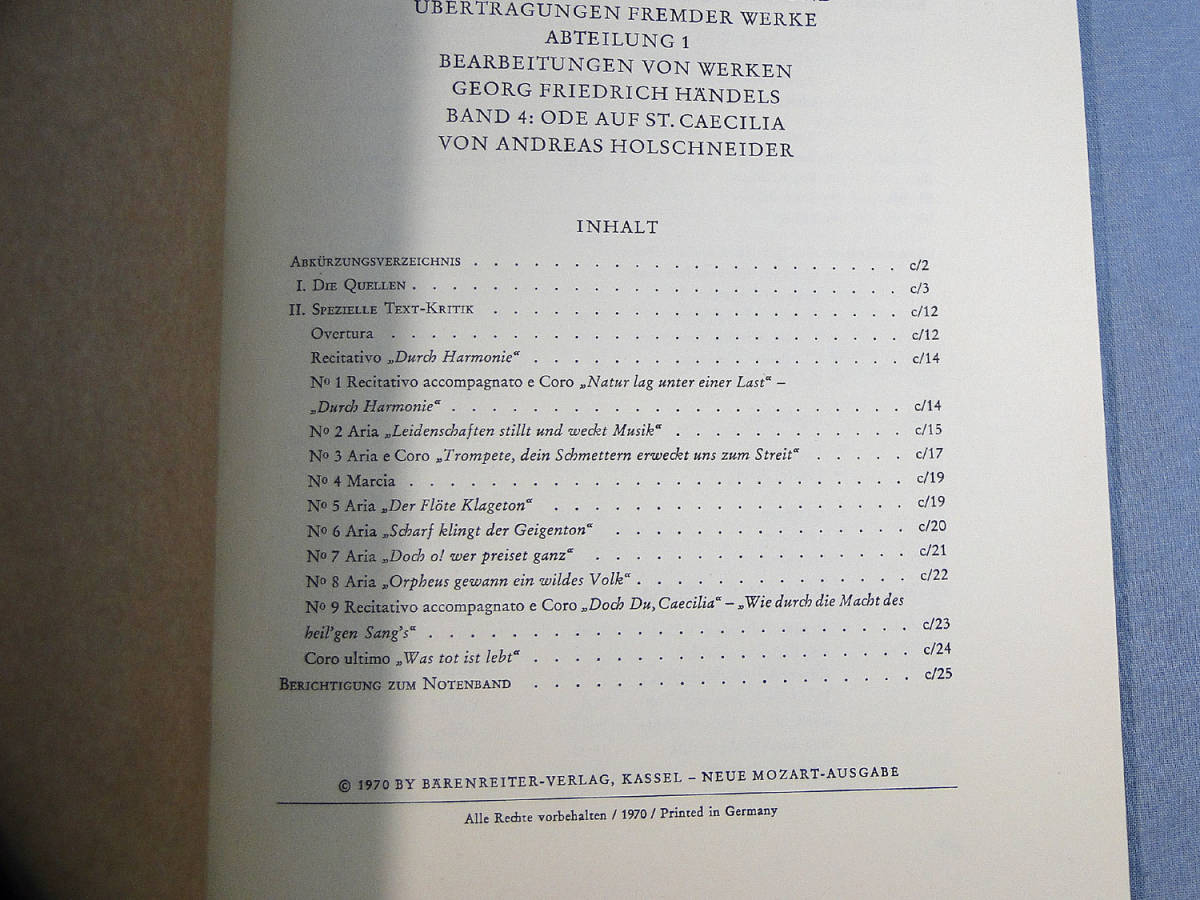 ÜBERTRAGUNGEN FREMDER WERKE
ABTEILUNG 1
BEARBEITUNGEN VON WERKEN
GEORG FRIEDRICH HÄNDELS
BAND 4: ODE AUF ST. CAECILIA
VON ANDREAS HOLSCHNEIDER
INHALT
ABKÜRZUNGSVERZEICHNIS . . . . . . . . . . . . . . . . . . . . . . c/2
I. DIE QUELLEN . . . . . . . . . . . . . . . . . . . . . . . . . c/3
II. SPEZIELLE TEXT-KRITIK . . . . . . . . . . . . . . . . . . . . . c/12
Overtura . . . . . . . . . . . . . . . . . . . . . . . . . . c/12
Recitativo „Durch Harmonie“ . . . . . . . . . . . . . . . . . . . c/14
No 1 Recitativo accompagnato e Coro „Natur lag unter einer Last“ –
„Durch Harmonie“ . . . . . . . . . . . . . . . . . . . . . . . c/14
No 2 Aria „Leidenschaften stillt und weckt Musik“ . . . . . . . . . . . . c/15
No 3 Aria e Coro „Trompete, dein Schmettern erweckt uns zum Streit“ . . . . . c/17
No 4 Marcia . . . . . . . . . . . . . . . . . . . . . . . . . c/19
No 5 Aria „Der Flöte Klageton“ . . . . . . . . . . . . . . . . . . c/19
No 6 Aria „Scharf klingt der Geigenton“ . . . . . . . . . . . . . . . c/20
No 7 Aria „Doch o! wer preiset ganz“ . . . . . . . . . . . . . . . . c/21
No 8 Aria „Orpheus gewann ein wildes Volk“ . . . . . . . . . . . . . . c/22
No 9 Recitativo accompagnato e Coro „Doch Du, Caecilia“ – „Wie durch die Macht des
heil’gen Sang’s“ . . . . . . . . . . . . . . . . . . . . . . . . c/23
Coro ultimo „Was tot ist lebt“ . . . . . . . . . . . . . . . . . . . c/24
BERICHTIGUNG ZUM NOTENBAND . . . . . . . . . . . . . . . . . . . c/25
© 1970 BY BÄRENREITER-VERLAG, KASSEL – NEUE MOZART-AUSGABE
Alle Rechte vorbehalten / 1970 / Printed in Germany